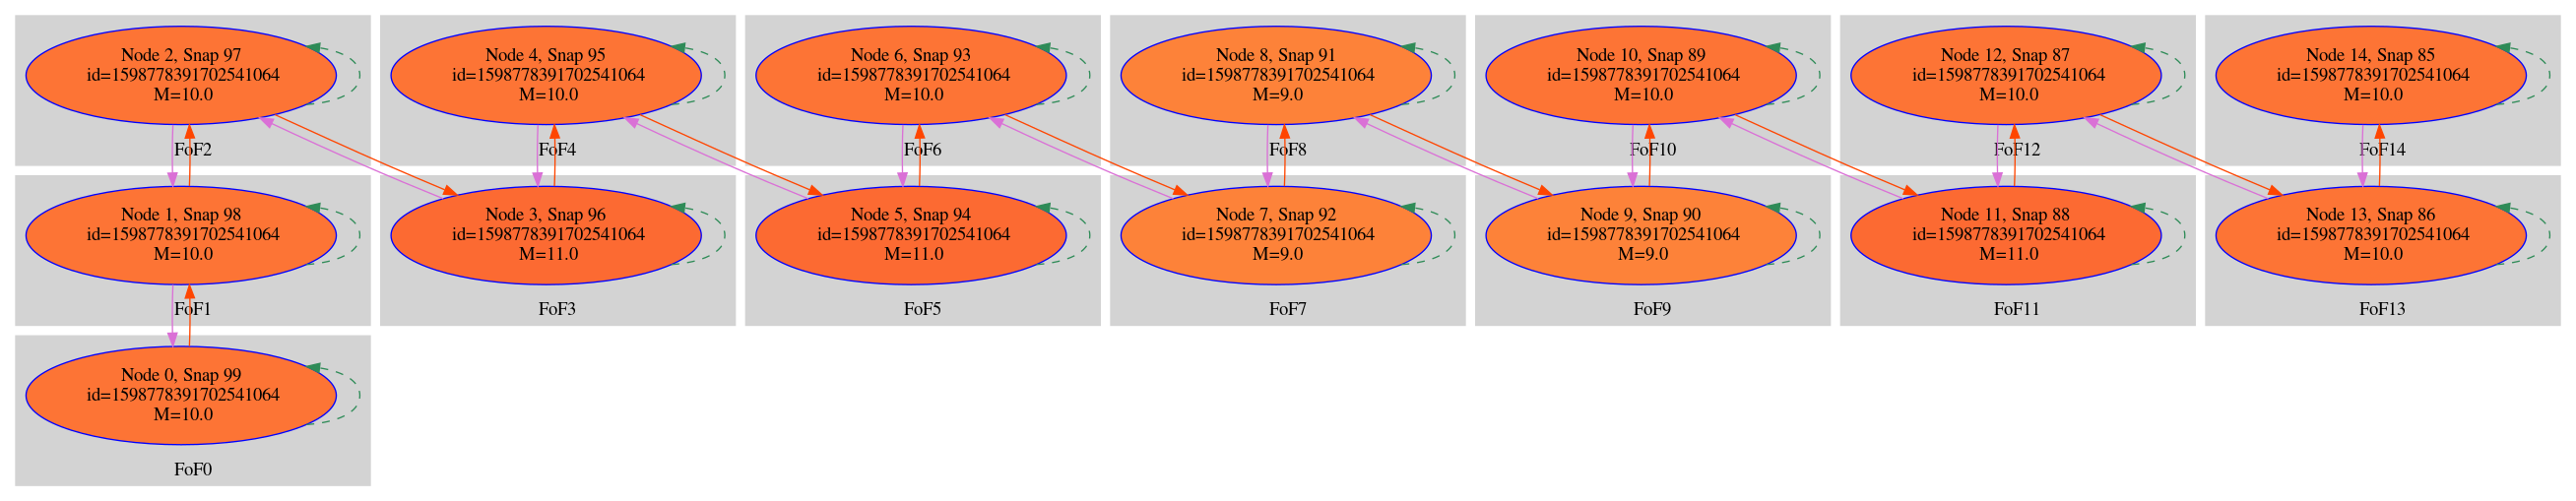 Node 2, Snap 97
id=1598778391702541064
M=10.0
FoF2
Node 4, Snap 95
id=1598778391702541064
M=10.0
FoF4
Node 6, Snap 93
id=1598778391702541064
M=10.0
FoF6
Node 8, Snap 91
id=1598778391702541064
M=9.0
FoF8
Node 10, Snap 89
id=1598778391702541064
M=10.0
FoF10
Node 12, Snap 87
id=1598778391702541064
M=10.0
FoF12
Node 14, Snap 85
id=1598778391702541064
M=10.0
FoF14
Node 1, Snap 98
id=1598778391702541064
M=10.0
FoF1
Node 3, Snap 96
id=1598778391702541064
M=11.0
FoF3
Node 5, Snap 94
id=1598778391702541064
M=11.0
FoF5
Node 7, Snap 92
id=1598778391702541064
M=9.0
FoF7
Node 9, Snap 90
id=1598778391702541064
M=9.0
FoF9
Node 11, Snap 88
id=1598778391702541064
M=11.0
FoF11
Node 13, Snap 86
id=1598778391702541064
M=10.0
FoF13
Node 0, Snap 99
id=1598778391702541064
M=10.0
FoF0